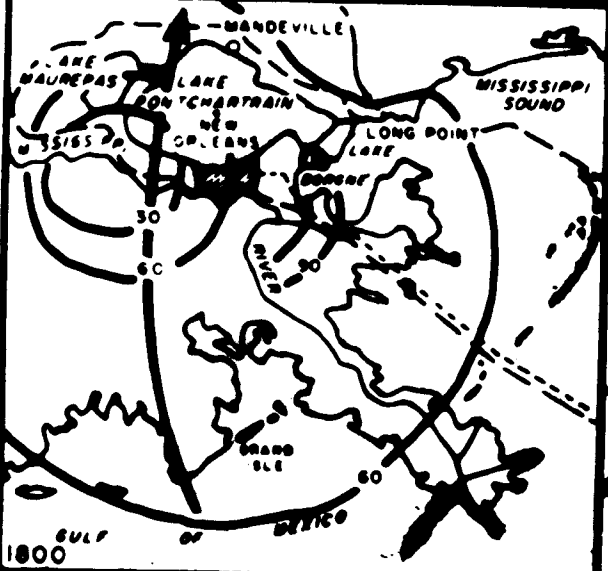 MANDEVILLE
LAKE
MAUREPAS
LAKE
PONTCHARTRAIN
NEW
ORLEANS
MISSISSIPPI
SOUND
LONG POINT
LAKE
BORGNE
30
60
RIVER
GRAND
ISLE
60
GULF OF MEXICO
1800